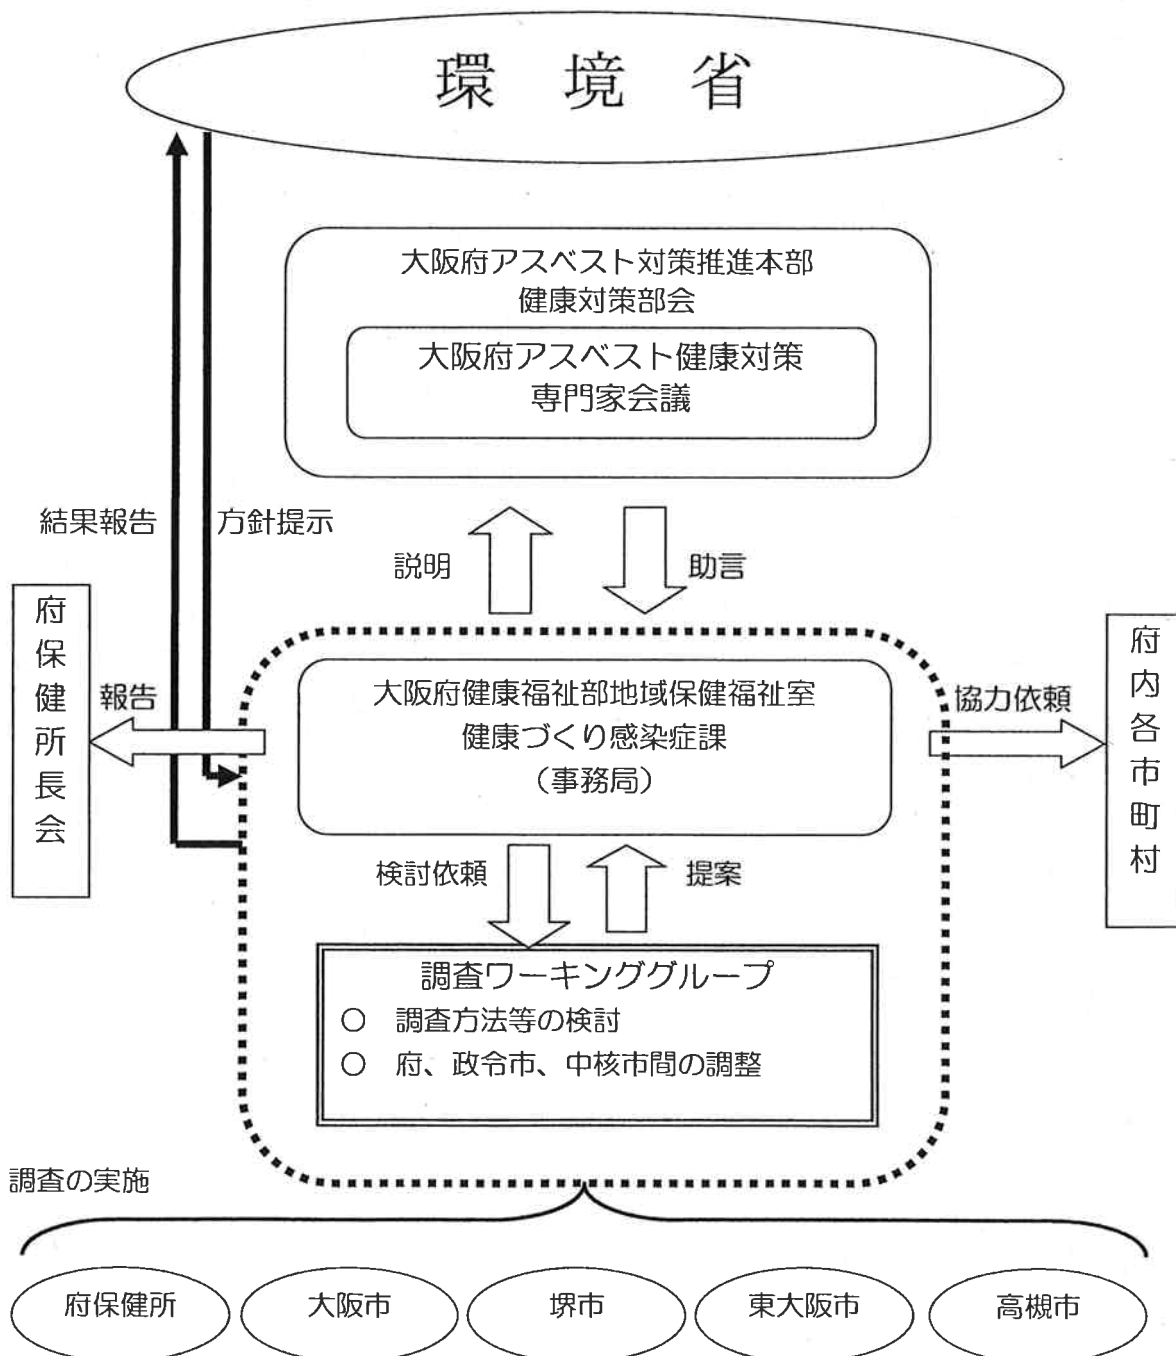 環 境 省
大阪府アスベスト対策推進本部
健康対策部会
大阪府アスベスト健康対策
専門家会議
結果報告
方針提示
説明
助言
府保健所長会
報告
大阪府健康福祉部地域保健福祉室
健康づくり感染症課
（事務局）
協力依頼
府内各市町村
検討依頼
提案
調査ワーキンググループ
○ 調査方法等の検討
○ 府、政令市、中核市間の調整
調査の実施
府保健所
大阪市
堺市
東大阪市
高槻市